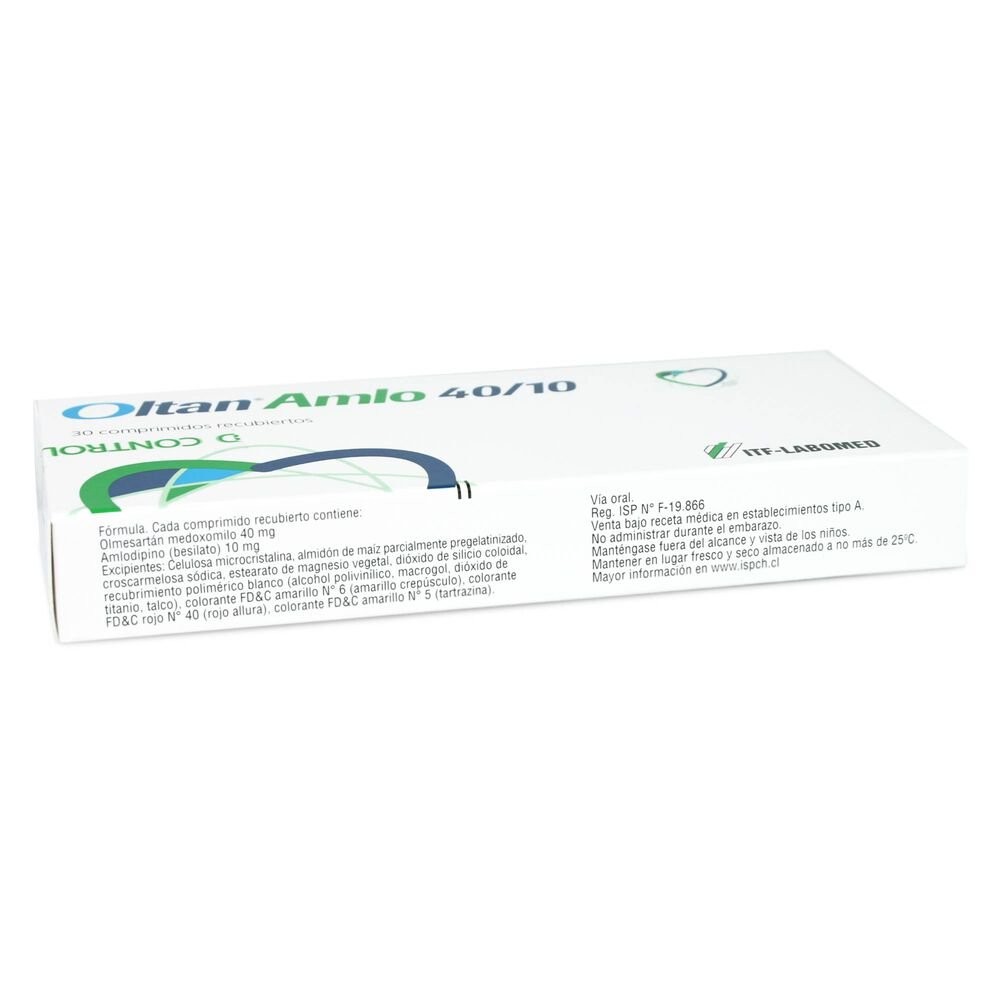 Oltan® Amlo 40/10
30 comprimidos recubiertos
CONTROL
ITF-LABOMED
Fórmula. Cada comprimido recubierto contiene:
Olmesartán medoxomilo 40 mg
Amlodipino (besilato) 10 mg
Excipientes: Celulosa microcristalina, almidón de maíz parcialmente pregelatinizado,
croscarmelosa sódica, estearato de magnesio vegetal, dióxido de silicio coloidal,
recubrimiento polimérico blanco (alcohol polivinílico, macrogol, dióxido de
titanio, talco), colorante FD&C amarillo N° 6 (amarillo crepúsculo), colorante
FD&C rojo N° 40 (rojo allura), colorante FD&C amarillo N° 5 (tartrazina).
Vía oral.
Reg. ISP N° F-19.866
Venta bajo receta médica en establecimientos tipo A.
No administrar durante el embarazo.
Manténgase fuera del alcance y vista de los niños.
Mantener en lugar fresco y seco almacenado a no más de 25ºC.
Mayor información en www.ispch.cl